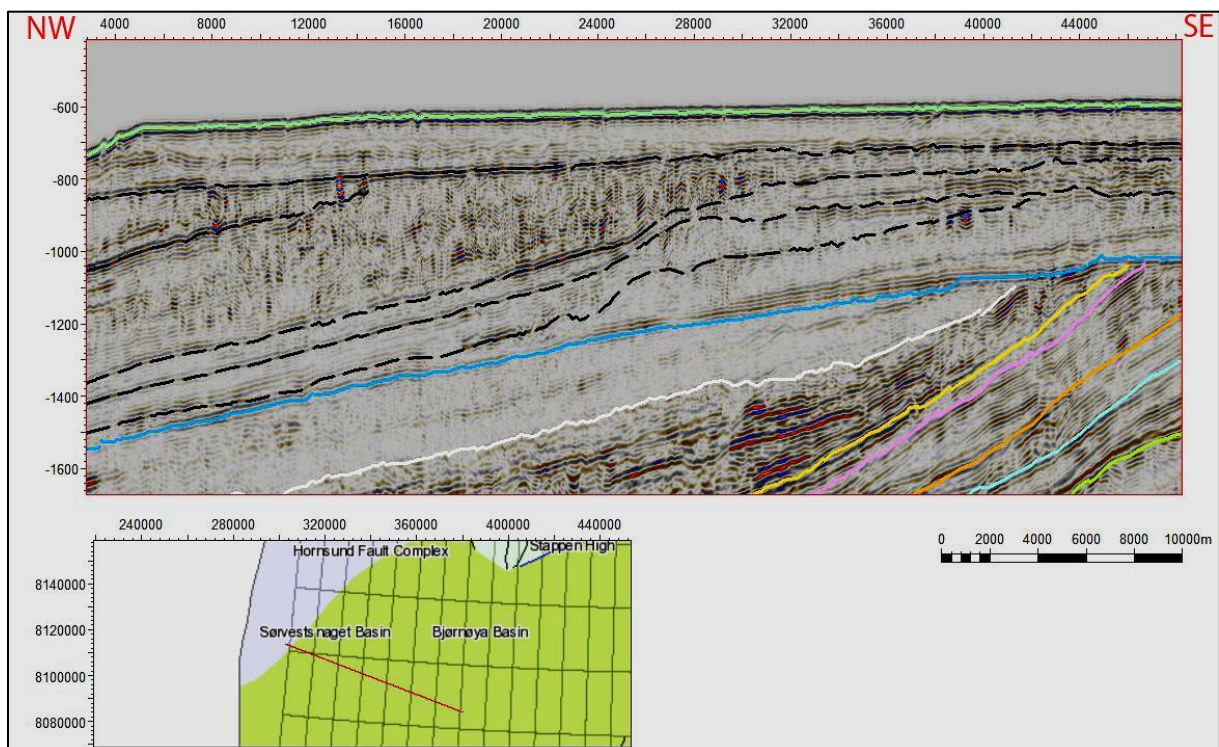 4000 8000 12000 16000 20000 24000 28000 32000 36000 40000 44000
NW SE
-600
-800
-1000
-1200
-1400
-1600
240000 280000 320000 360000 400000 440000
Hornsund Fault Complex Stappen High
8140000
8120000
Sørvestsnaget Basin Bjørnøya Basin
8100000
8080000
0 2000 4000 6000 8000 10000m